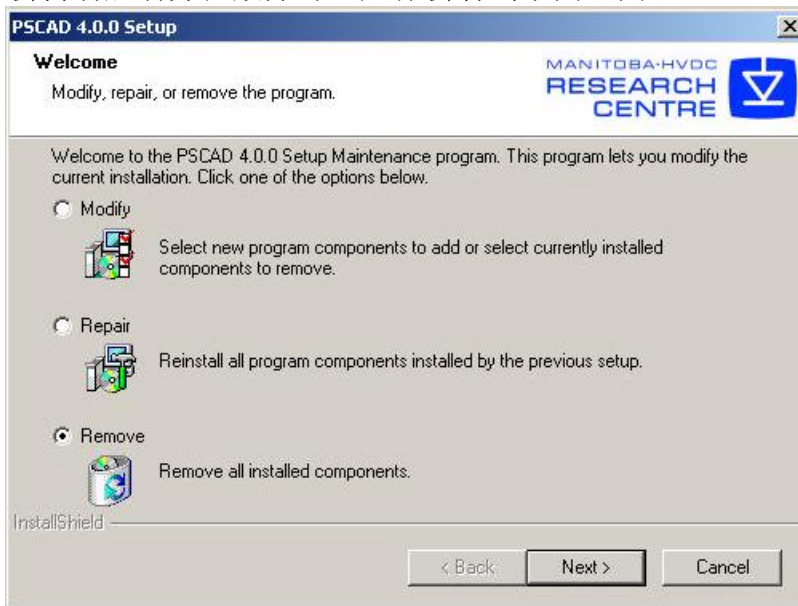 PSCAD 4.0.0 Setup
Welcome
Modify, repair, or remove the program.
MANITOBA-HVDC
RESEARCH
CENTRE
Welcome to the PSCAD 4.0.0 Setup Maintenance program. This program lets you modify the
current installation. Click one of the options below.
Modify
Select new program components to add or select currently installed
components to remove.
Repair
Reinstall all program components installed by the previous setup.
Remove
Remove all installed components.
InstallShield
< Back
Next >
Cancel